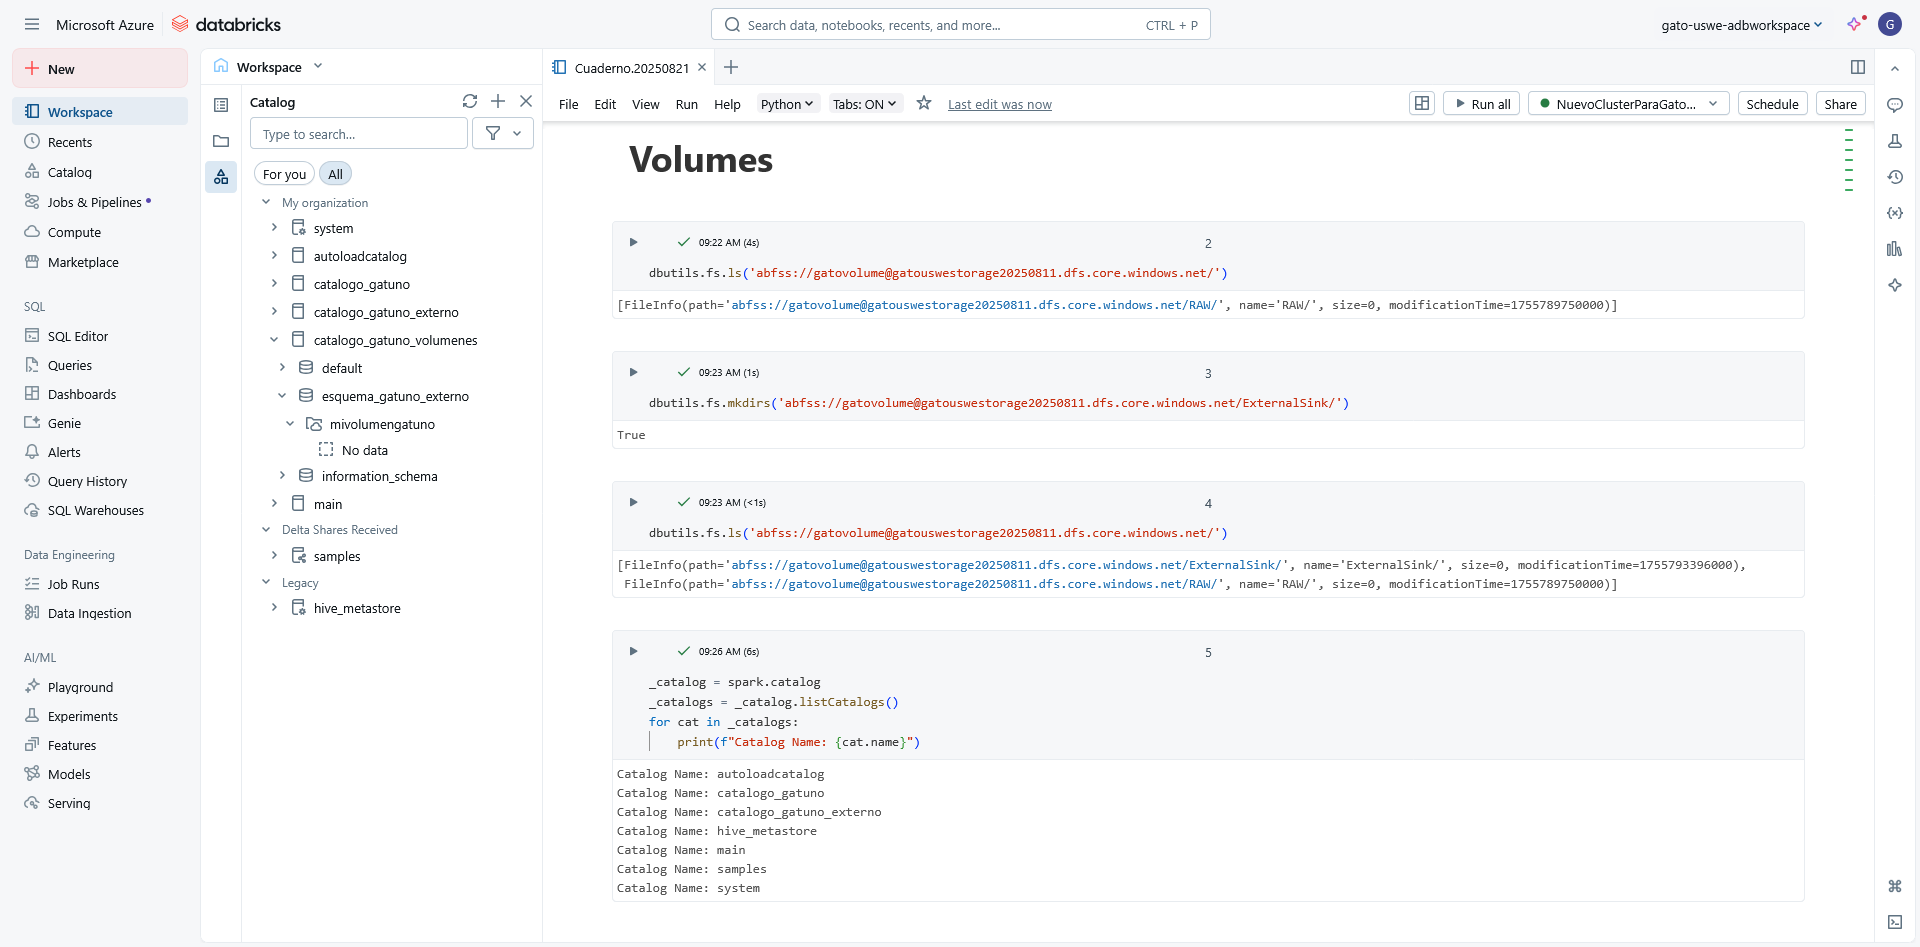 Microsoft Azure
databricks
Search data, notebooks, recents, and more...
CTRL + P
gato-uswe-adbworkspace
G
New
Workspace
Recents
Catalog
Jobs & Pipelines
Compute
Marketplace
SQL
SQL Editor
Queries
Dashboards
Genie
Alerts
Query History
SQL Warehouses
Data Engineering
Job Runs
Data Ingestion
AI/ML
Playground
Experiments
Features
Models
Serving
Workspace
Catalog
Type to search...
For you
All
My organization
system
autoloadcatalog
catalogo_gatuno
catalogo_gatuno_externo
catalogo_gatuno_volumenes
default
esquema_gatuno_externo
mivolumengatuno
No data
information_schema
main
Delta Shares Received
samples
Legacy
hive_metastore
Cuaderno.20250821
File Edit View Run Help Python Tabs: ON Last edit was now
Run all
NuevoClusterParaGato...
Schedule
Share
Volumes
09:22 AM (4s)
2
dbutils.fs.ls('abfss://gatovolume@gatouswestorage20250811.dfs.core.windows.net/')
[FileInfo(path='abfss://gatovolume@gatouswestorage20250811.dfs.core.windows.net/RAW/', name='RAW/', size=0, modificationTime=1755789750000)]
09:23 AM (1s)
3
dbutils.fs.mkdirs('abfss://gatovolume@gatouswestorage20250811.dfs.core.windows.net/ExternalSink/')
True
09:23 AM (<1s)
4
dbutils.fs.ls('abfss://gatovolume@gatouswestorage20250811.dfs.core.windows.net/')
[FileInfo(path='abfss://gatovolume@gatouswestorage20250811.dfs.core.windows.net/ExternalSink/', name='ExternalSink/', size=0, modificationTime=1755793396000),
FileInfo(path='abfss://gatovolume@gatouswestorage20250811.dfs.core.windows.net/RAW/', name='RAW/', size=0, modificationTime=1755789750000)]
09:26 AM (6s)
5
_catalog = spark.catalog
_catalogs = _catalog.listCatalogs()
for cat in _catalogs:
print(f"Catalog Name: {cat.name}")
Catalog Name: autoloadcatalog
Catalog Name: catalogo_gatuno
Catalog Name: catalogo_gatuno_externo
Catalog Name: hive_metastore
Catalog Name: main
Catalog Name: samples
Catalog Name: system